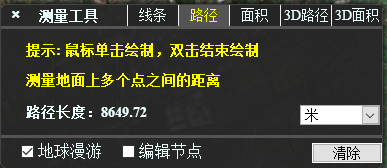 测量工具 线条 路径 面积 3D路径 3D面积
提示: 鼠标单击绘制，双击结束绘制
测量地面上多个点之间的距离
路径长度：8649.72 米
地球漫游 编辑节点 清除